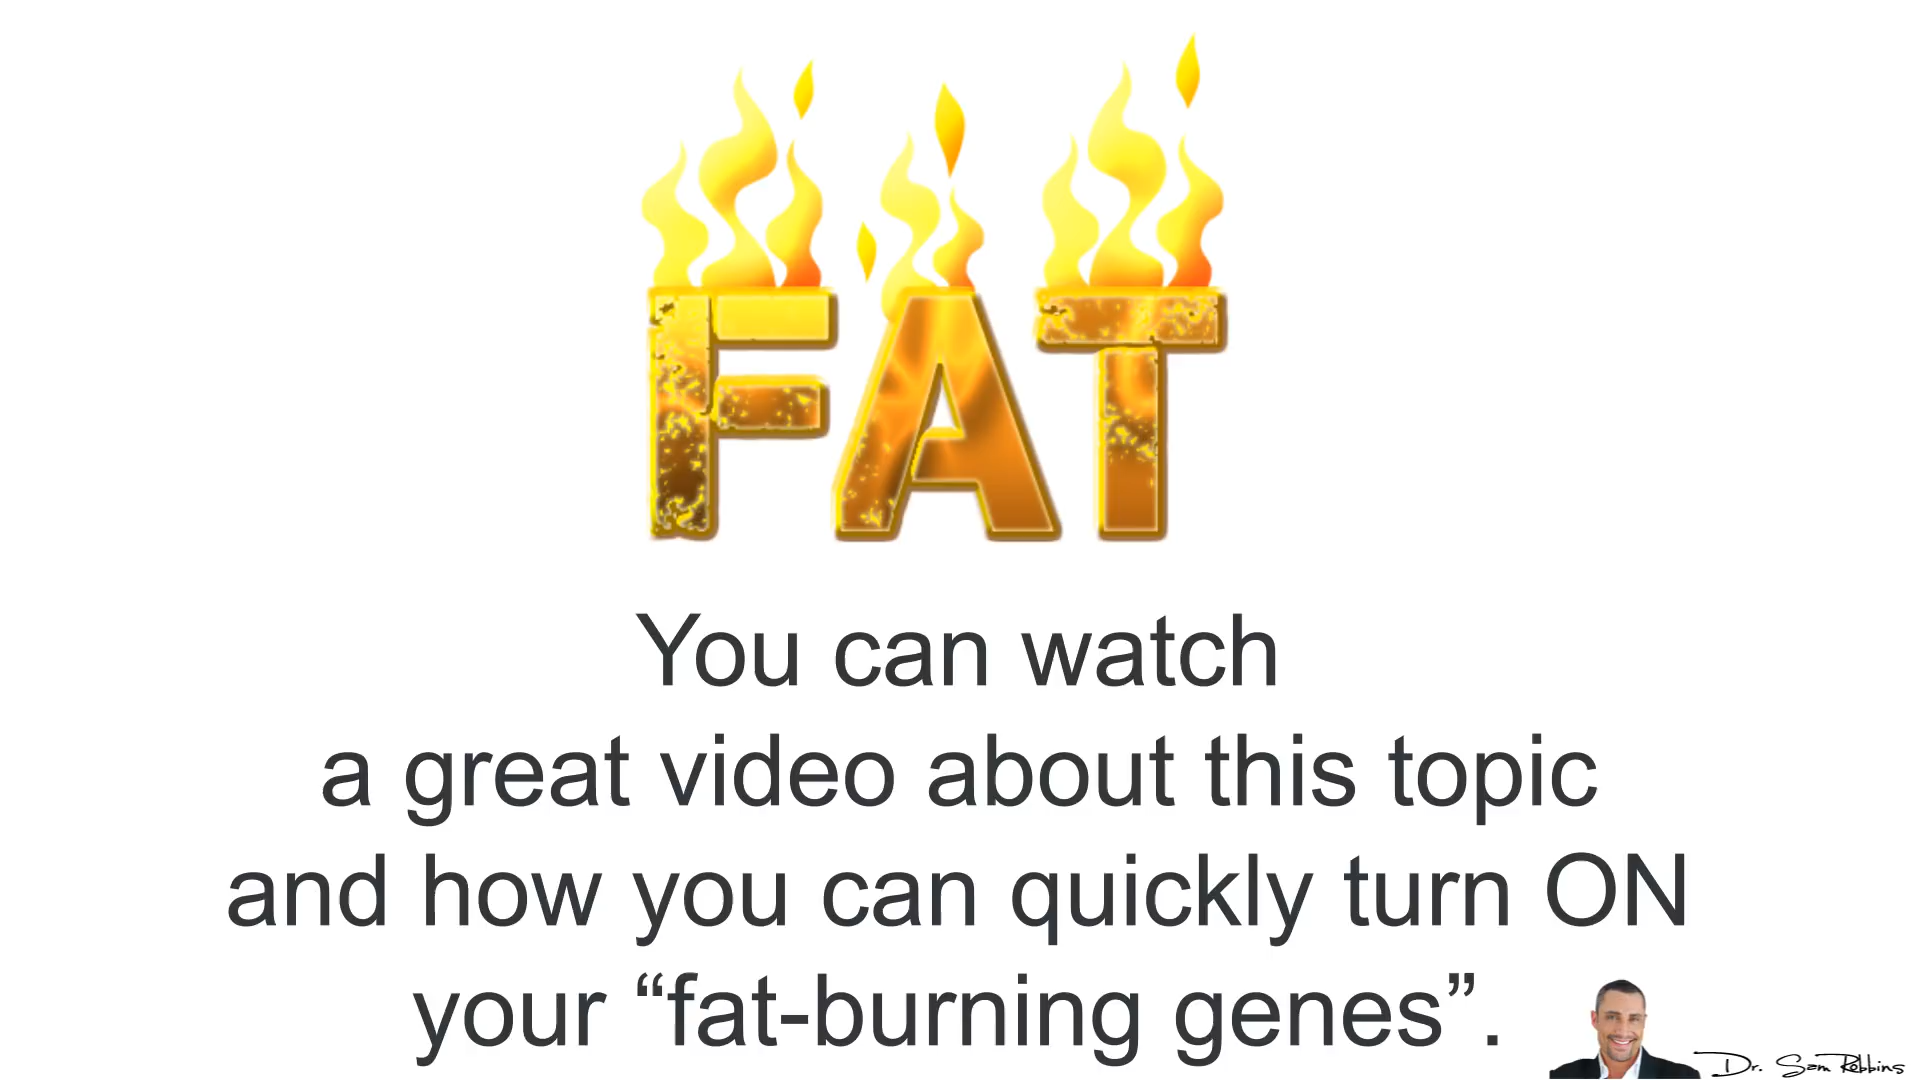 FAT
You can watch
a great video about this topic
and how you can quickly turn ON
your “fat-burning genes”.
Dr. Sam Robbins